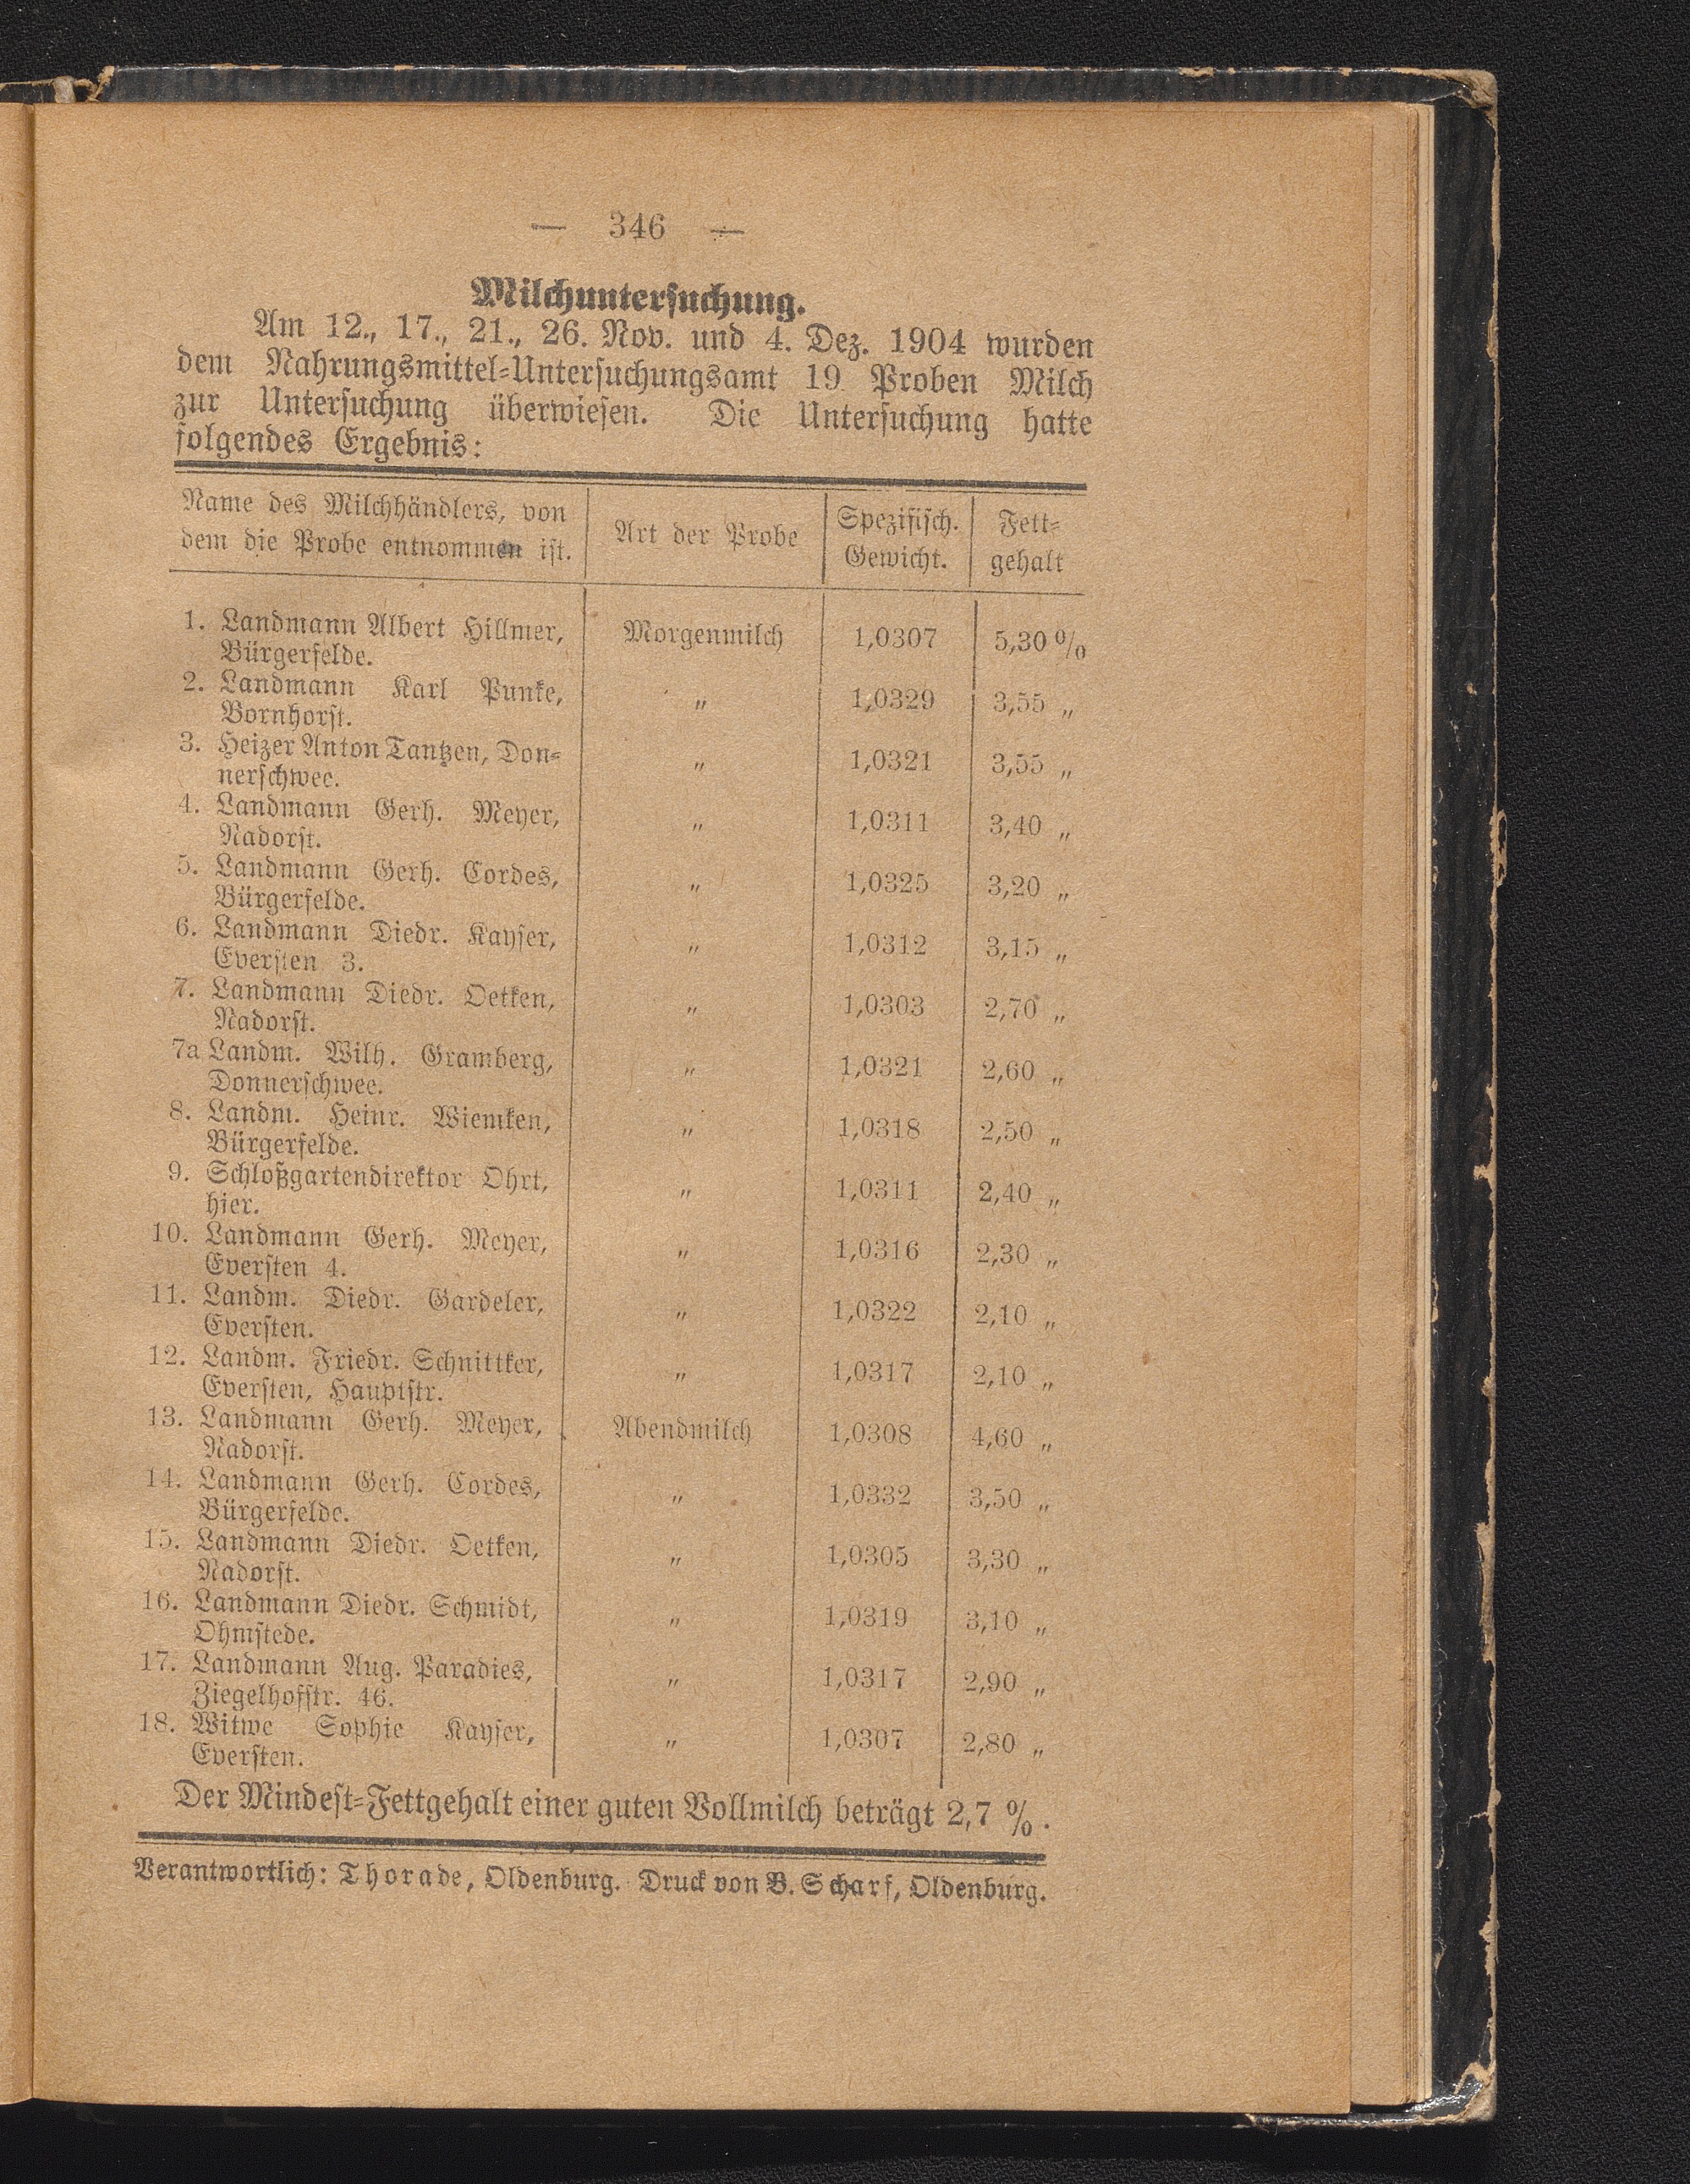 — 346 —
Milchuntersuchung.
Am 12., 17., 21., 26. Nov. und 4. Dez. 1904 wurden
dem Nahrungsmittel-Untersuchungsamt 19 Proben Milch
zur Untersuchung überwiesen. Die Untersuchung hatte
folgendes Ergebnis:
Name des Milchhändlers, von dem die Probe entnommen ist. Art der Probe Spezifisch. Gewicht. Fett-gehalt
1. Landmann Albert Hillmer, Morgenmilch 1,0307 5,30 %
Bürgerfelde.
2. Landmann Karl Punke, „ 1,0329 3,55 „
Bornhorst.
3. Heizer Anton Tantzen, Don- „ 1,0321 3,55 „
nerschwee.
4. Landmann Gerh. Meyer, „ 1,0311 3,40 „
Nadorst.
5. Landmann Gerh. Cordes, „ 1,0325 3,20 „
Bürgerfelde.
6. Landmann Diedr. Kayser, „ 1,0312 3,15 „
Eversten 3.
7. Landmann Diedr. Oetken, „ 1,0303 2,70 „
Nadorst.
7a Landm. Wilh. Gramberg, „ 1,0321 2,60 „
Donnerschwee.
8. Landm. Heinr. Wiemken, „ 1,0318 2,50 „
Bürgerfelde.
9. Schloßgartendirektor Ohrt, „ 1,0311 2,40 „
hier.
10. Landmann Gerh. Meyer, „ 1,0316 2,30 „
Eversten 4.
11. Landm. Diedr. Gardeler, „ 1,0322 2,10 „
Eversten.
12. Landm. Friedr. Schnittker, „ 1,0317 2,10 „
Eversten, Hauptstr.
13. Landmann Gerh. Meyer, Abendmilch 1,0308 4,60 „
Nadorst.
14. Landmann Gerh. Cordes, „ 1,0332 3,50 „
Bürgerfelde.
15. Landmann Diedr. Oetken, „ 1,0305 3,30 „
Nadorst.
16. Landmann Diedr. Schmidt, „ 1,0319 3,10 „
Ohmstede.
17. Landmann Aug. Paradies, „ 1,0317 2,90 „
Ziegelhofstr. 46.
18. Witwe Sophie Kayser, „ 1,0307 2,80 „
Eversten.
Der Mindest-Fettgehalt einer guten Vollmilch beträgt 2,7 %.
Verantwortlich: Thorade, Oldenburg. Druck von B. Scharf, Oldenburg.